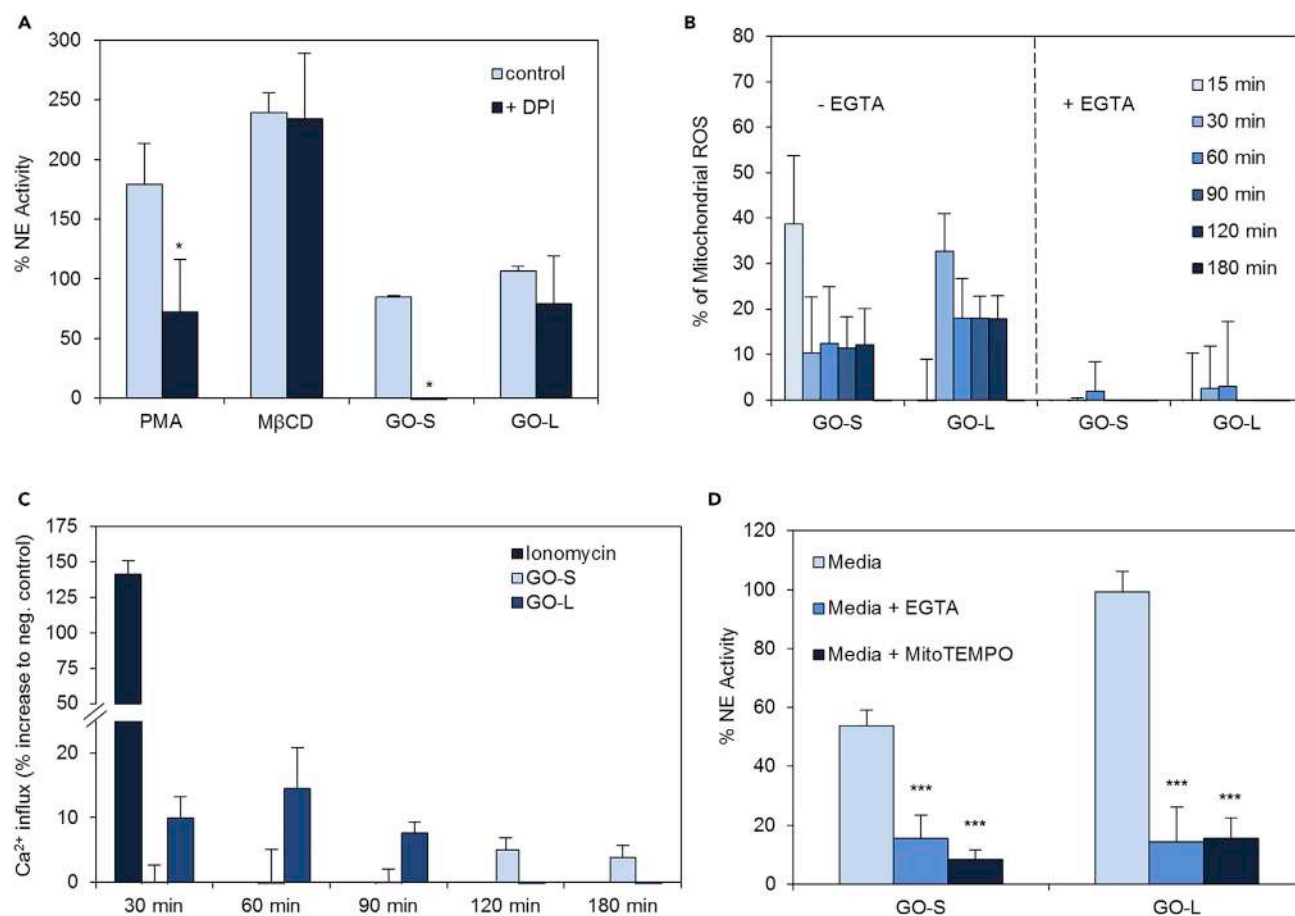 A
% NE Activity
300
250
200
150
100
50
0
control
+ DPI
*
*
PMA
MβCD
GO-S
GO-L
B
% of Mitochondrial ROS
80
70
60
50
40
30
20
10
0
- EGTA
+ EGTA
15 min
30 min
60 min
90 min
120 min
180 min
GO-S
GO-L
GO-S
GO-L
C
Ca²⁺ influx (% increase to neg. control)
175
150
125
100
75
50
20
10
0
Ionomycin
GO-S
GO-L
30 min
60 min
90 min
120 min
180 min
D
% NE Activity
120
100
80
60
40
20
0
Media
Media + EGTA
Media + MitoTEMPO
***
***
***
***
GO-S
GO-L